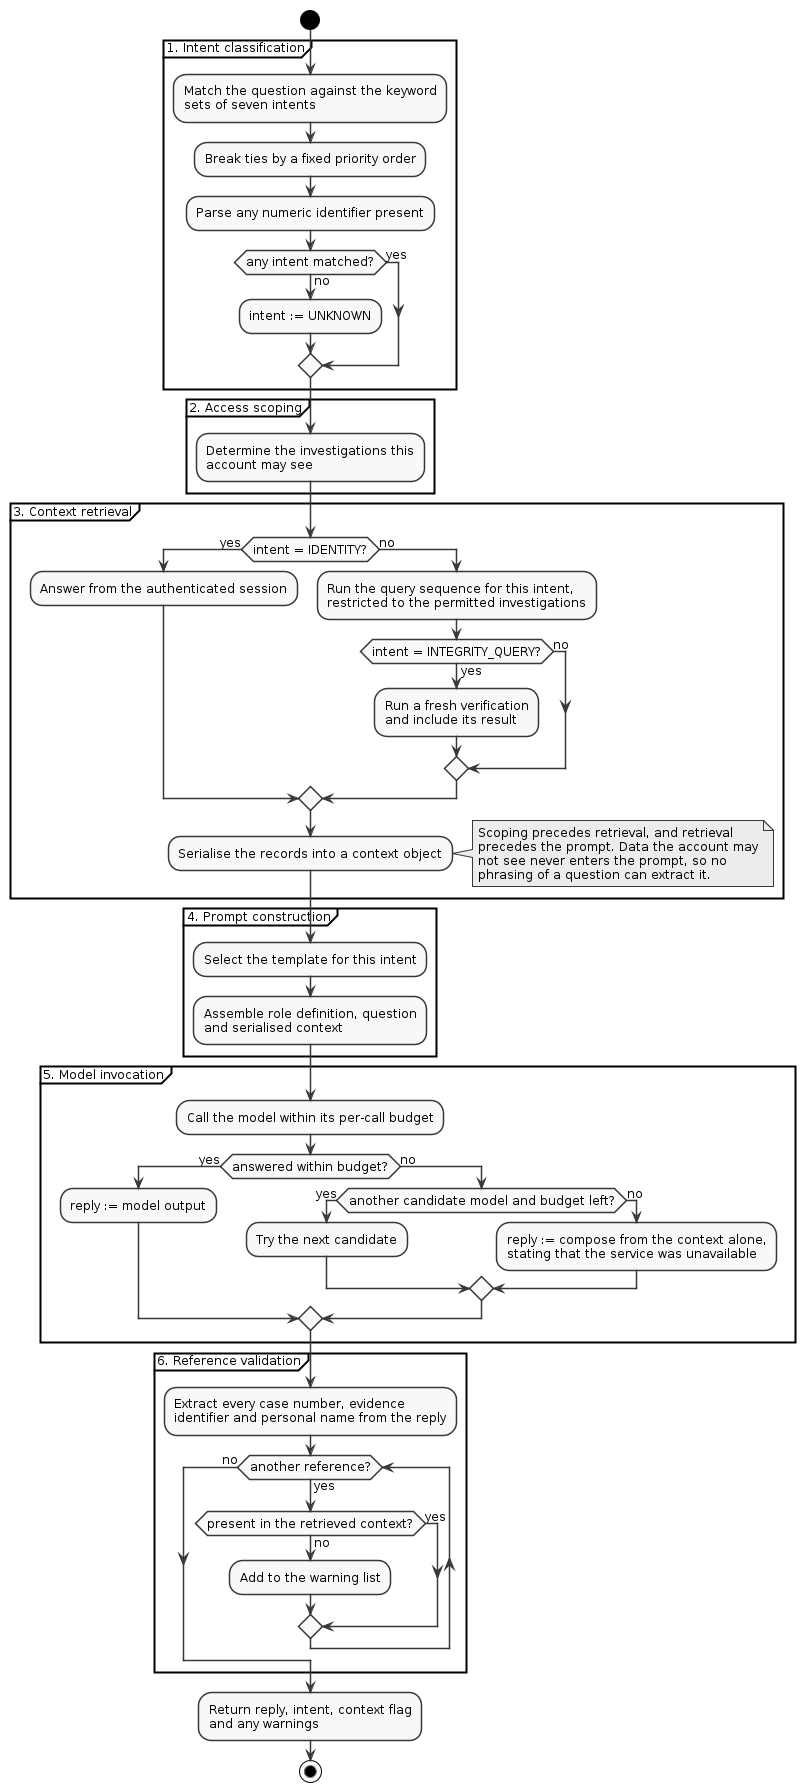 1. Intent classification
Match the question against the keyword
sets of seven intents
Break ties by a fixed priority order
Parse any numeric identifier present
any intent matched?
yes
no
intent := UNKNOWN
2. Access scoping
Determine the investigations this
account may see
3. Context retrieval
yes
intent = IDENTITY?
no
Answer from the authenticated session
Run the query sequence for this intent,
restricted to the permitted investigations
intent = INTEGRITY_QUERY?
no
yes
Run a fresh verification
and include its result
Serialise the records into a context object
Scoping precedes retrieval, and retrieval
precedes the prompt. Data the account may
not see never enters the prompt, so no
phrasing of a question can extract it.
4. Prompt construction
Select the template for this intent
Assemble role definition, question
and serialised context
5. Model invocation
Call the model within its per-call budget
yes
answered within budget?
no
reply := model output
yes
another candidate model and budget left?
no
Try the next candidate
reply := compose from the context alone,
stating that the service was unavailable
6. Reference validation
Extract every case number, evidence
identifier and personal name from the reply
no
another reference?
yes
present in the retrieved context?
yes
no
Add to the warning list
Return reply, intent, context flag
and any warnings